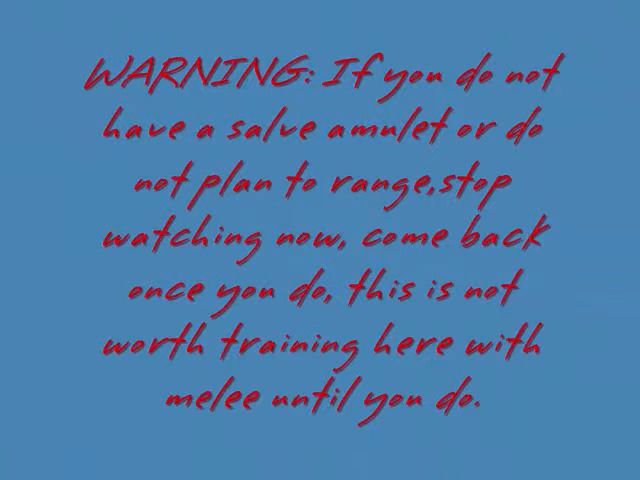 WARNING: If you do not
have a salve amulet or do
not plan to range,stop
watching now, come back
once you do, this is not
worth training here with
melee until you do.